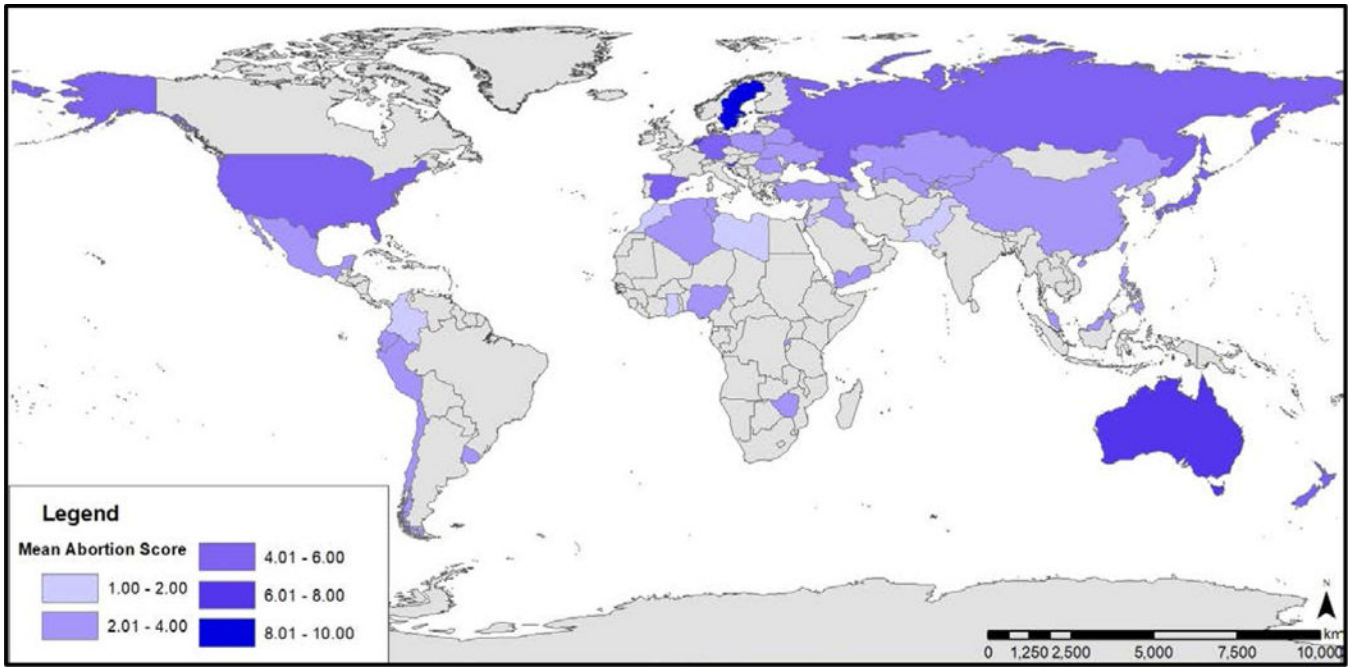 Legend
Mean Abortion Score
1.00 - 2.00
2.01 - 4.00
4.01 - 6.00
6.01 - 8.00
8.01 - 10.00
N
km
0 1,250 2,500 5,000 7,500 10,000